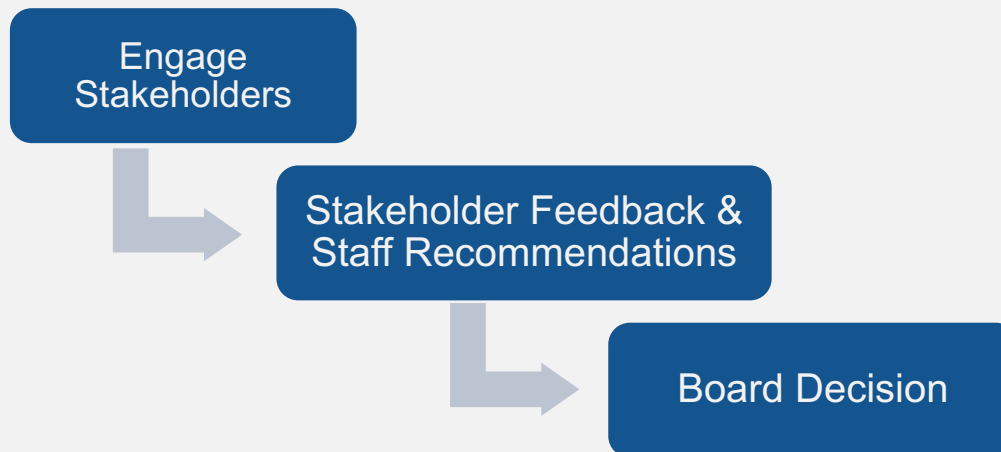 Engage
Stakeholders
Stakeholder Feedback &
Staff Recommendations
Board Decision